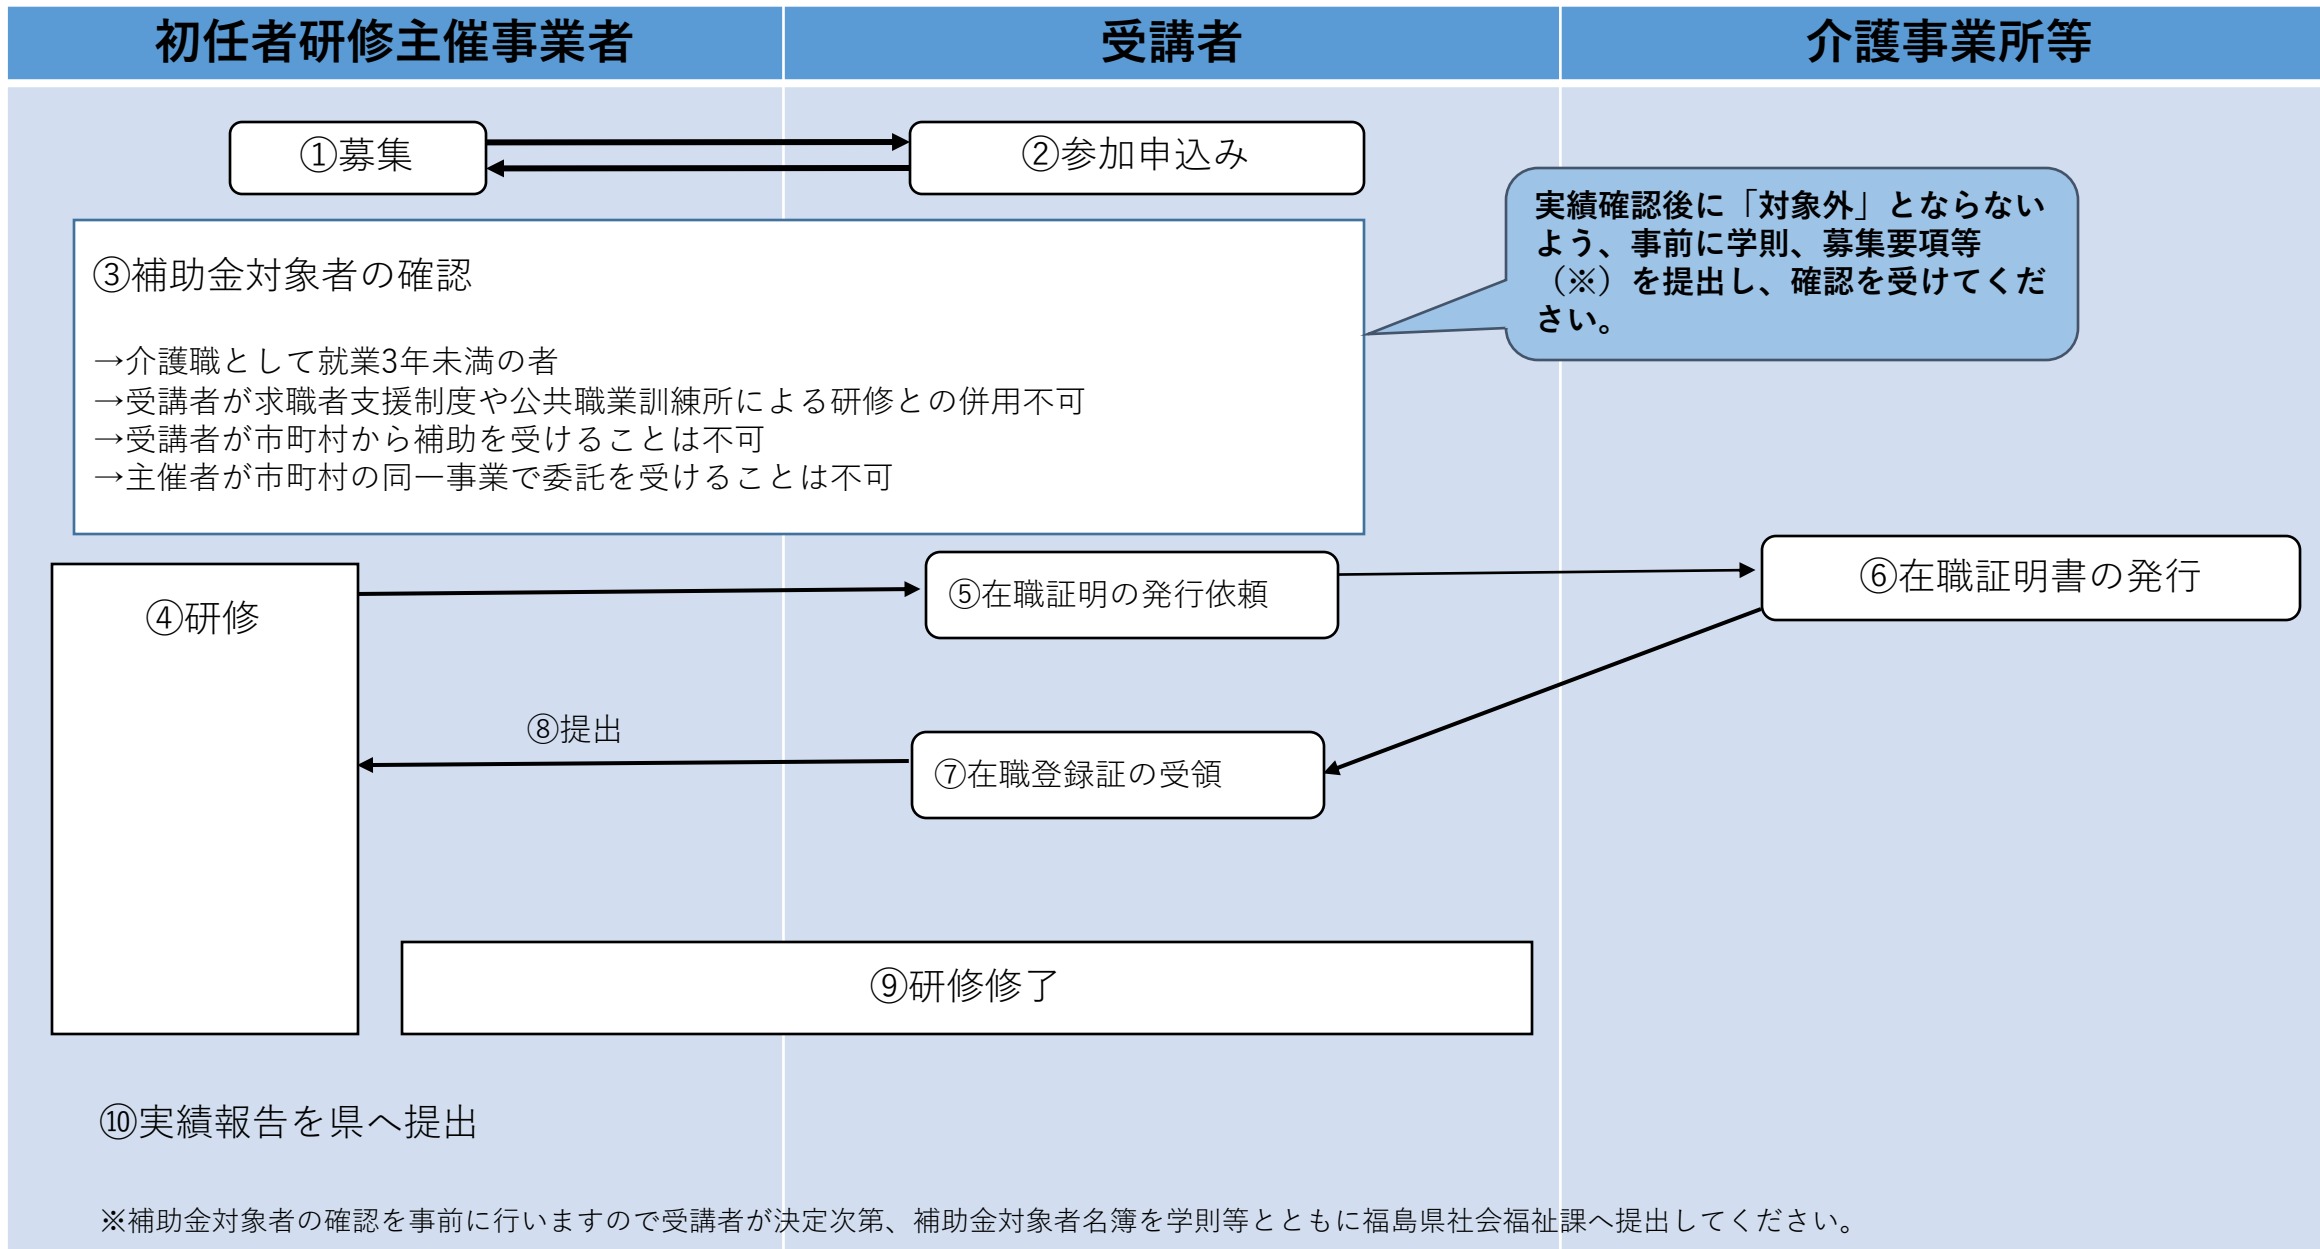 初任者研修主催事業者
受講者
介護事業所等
①募集
②参加申込み
実績確認後に「対象外」とならない
よう、事前に学則、募集要項等
（※）を提出し、確認を受けてくだ
さい。
③補助金対象者の確認
→介護職として就業3年未満の者
→受講者が求職者支援制度や公共職業訓練所による研修との併用不可
→受講者が市町村から補助を受けることは不可
→主催者が市町村の同一事業で委託を受けることは不可
④研修
⑤在職証明の発行依頼
⑥在職証明書の発行
⑧提出
⑦在職登録証の受領
⑨研修修了
⑩実績報告を県へ提出
※補助金対象者の確認を事前に行いますので受講者が決定次第、補助金対象者名簿を学則等とともに福島県社会福祉課へ提出してください。